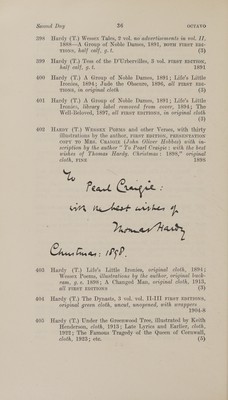 Second Day 26 OCTAVO
398 Hardy (T.) Wessex Tales, 2 vol. no advertisements in vol. II,
1888—A Group of Noble Dames, 1891, BOTH FIRST EDI-
TIONS, half calf, g. t. (3)
399 Hardy (T.) Tess of the D'Urbervilles, 3 vol. FIRST EDITION,
half calf, g. t. 1891
400 Hardy (T.) A Group of Noble Dames, 1891; Life's Little
Ironies, 1894; Jude the Obscure, 1896, all FIRST EDI-
TIONS, in original cloth (3)
401 Hardy (T.) A Group of Noble Dames, 1891; Life's Little
Ironies, library label removed from cover, 1894; The
Well-Beloved, 1897, all FIRST EDITIONS, in original cloth
(3)
402 HARDY (T.) WESSEX POEMS and other Verses, with thirty
illustrations by the author, FIRST EDITION, PRESENTATION
COPY TO MRS. CRAIGIE (John Oliver Hobbes) with in-
scription by the author "To Pearl Craigie: with the best
wishes of Thomas Hardy. Christmas: 1898," original
cloth, FINE 1898
To
Pearl Craigie:
with the best wishes of
Thomas Hardy
Christmas: 1898.
403 Hardy (T.) Life's Little Ironies, original cloth, 1894;
Wessex Poems, illustrations by the author, original buck-
ram, g. e. 1898; A Changed Man, original cloth, 1913,
all FIRST EDITIONS (3)
404 Hardy (T.) The Dynasts, 3 vol. vol. II-III FIRST EDITIONS,
original green cloth, uncut, unopened, with wrappers
1904-8
405 Hardy (T.) Under the Greenwood Tree, illustrated by Keith
Henderson, cloth, 1913; Late Lyrics and Earlier, cloth,
1922; The Famous Tragedy of the Queen of Cornwall,
cloth, 1923; etc. (5)